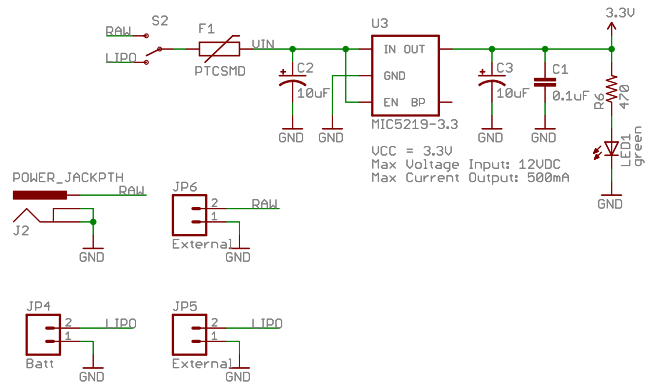 S2
F1
U3
3.3V
RAW
LIPO
PTCSMD
VIN
IN OUT
GND
EN BP
MIC5219-3.3
C2
10uF
GND
GND
C3
10uF
GND
C1
0.1uF
GND
R6
470
LED1
green
GND
VCC = 3.3V
Max Voltage Input: 12VDC
Max Current Output: 500mA
POWER_JACKPTH
RAW
J2
GND
JP6
2
1
RAW
External
GND
JP4
2
1
LIPO
Batt
GND
JP5
2
1
LIPO
External
GND